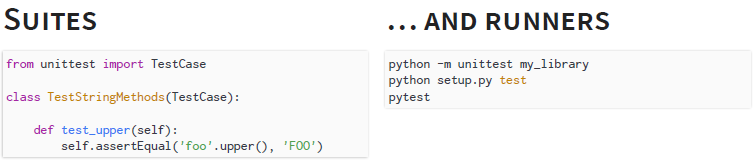 Suites
from unittest import TestCase
class TestStringMethods(TestCase):
    def test_upper(self):
        self.assertEqual('foo'.upper(), 'FOO')
... and runners
python -m unittest my_library
python setup.py test
pytest